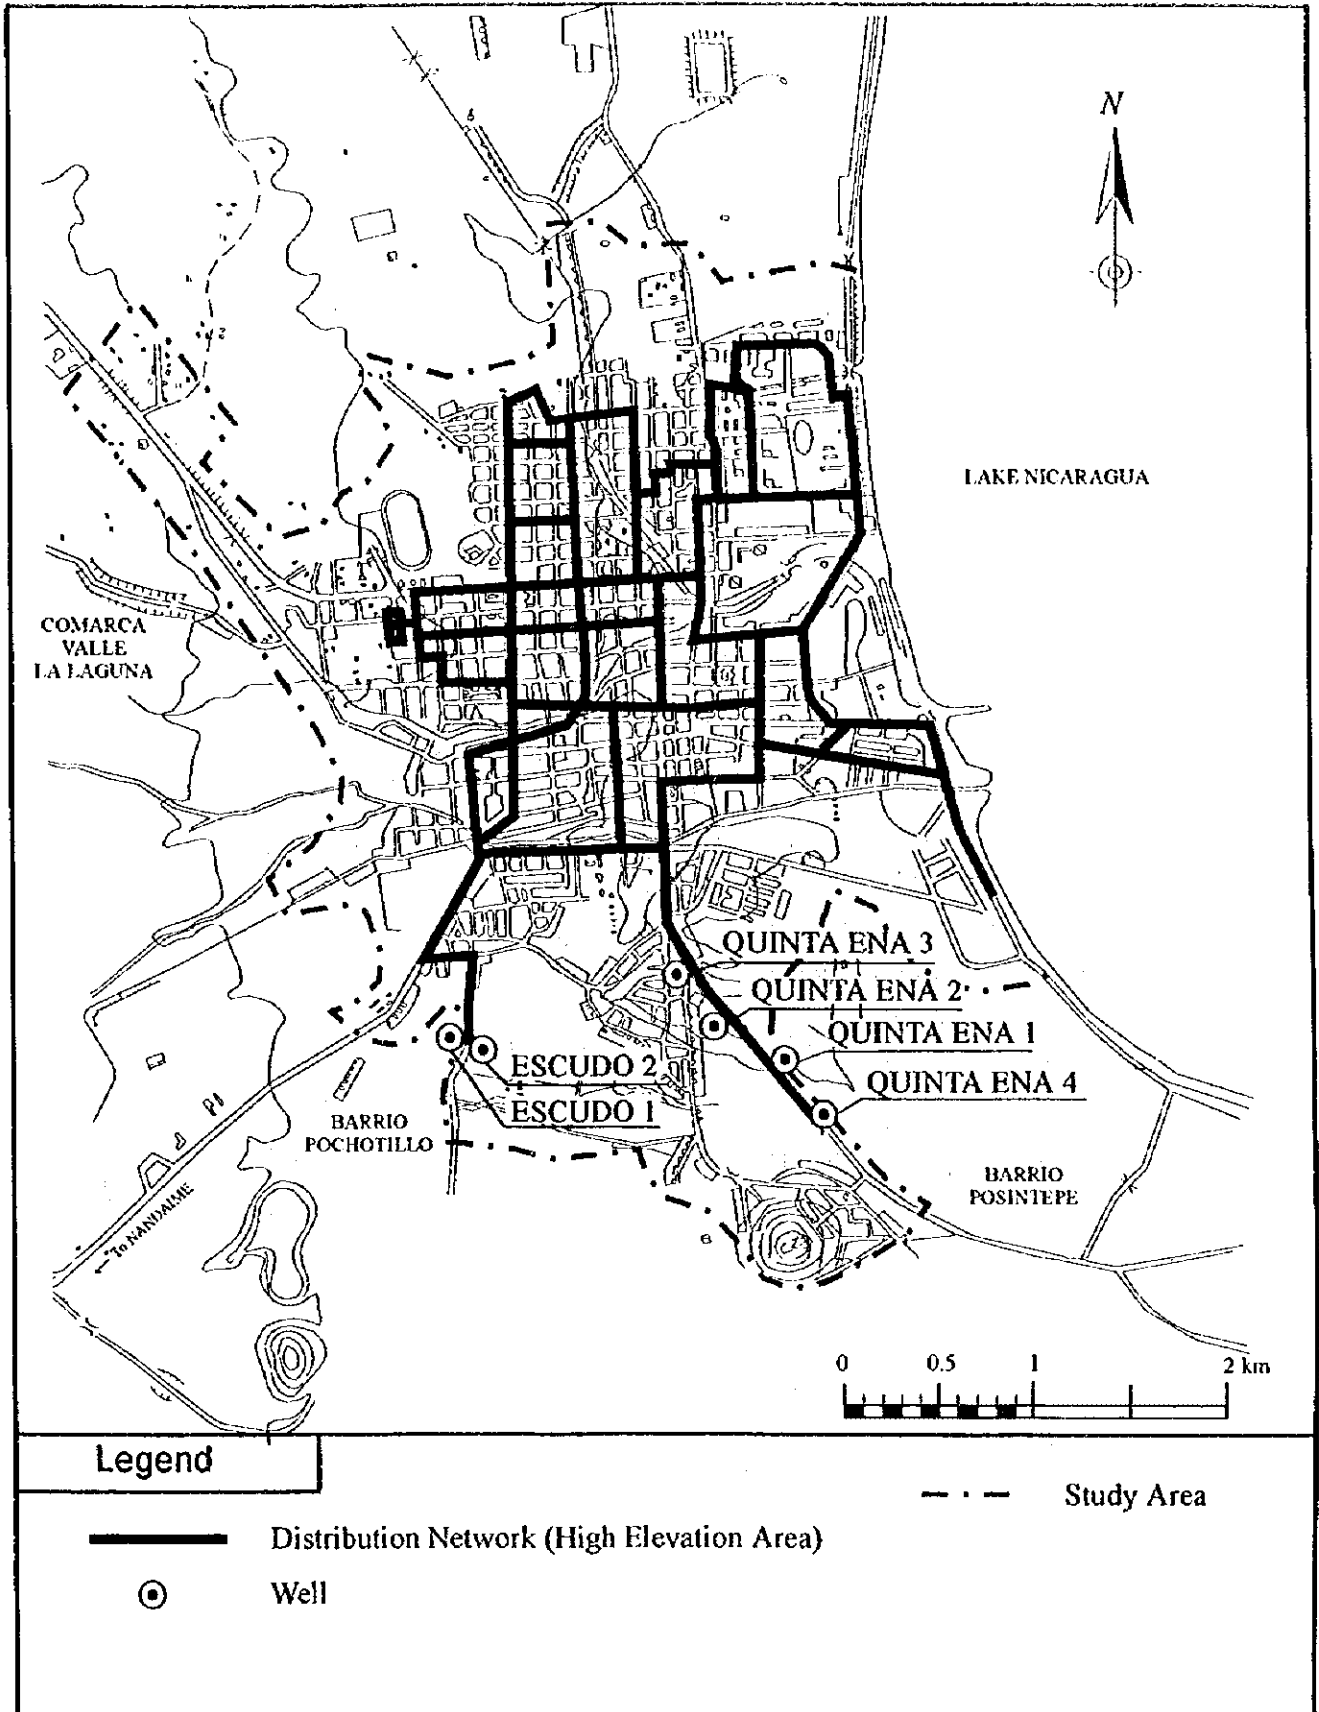 N
LAKE NICARAGUA
COMARCA
VALLE
LA LAGUNA
QUINTA ENA 3
QUINTA ENA 2
QUINTA ENA 1
QUINTA ENA 4
ESCUDO 2
ESCUDO 1
BARRIO
POCHOTILLO
BARRIO
POSINTEPE
To NANDAIME
0 0.5 1 2 km
Legend
Study Area
Distribution Network (High Elevation Area)
Well